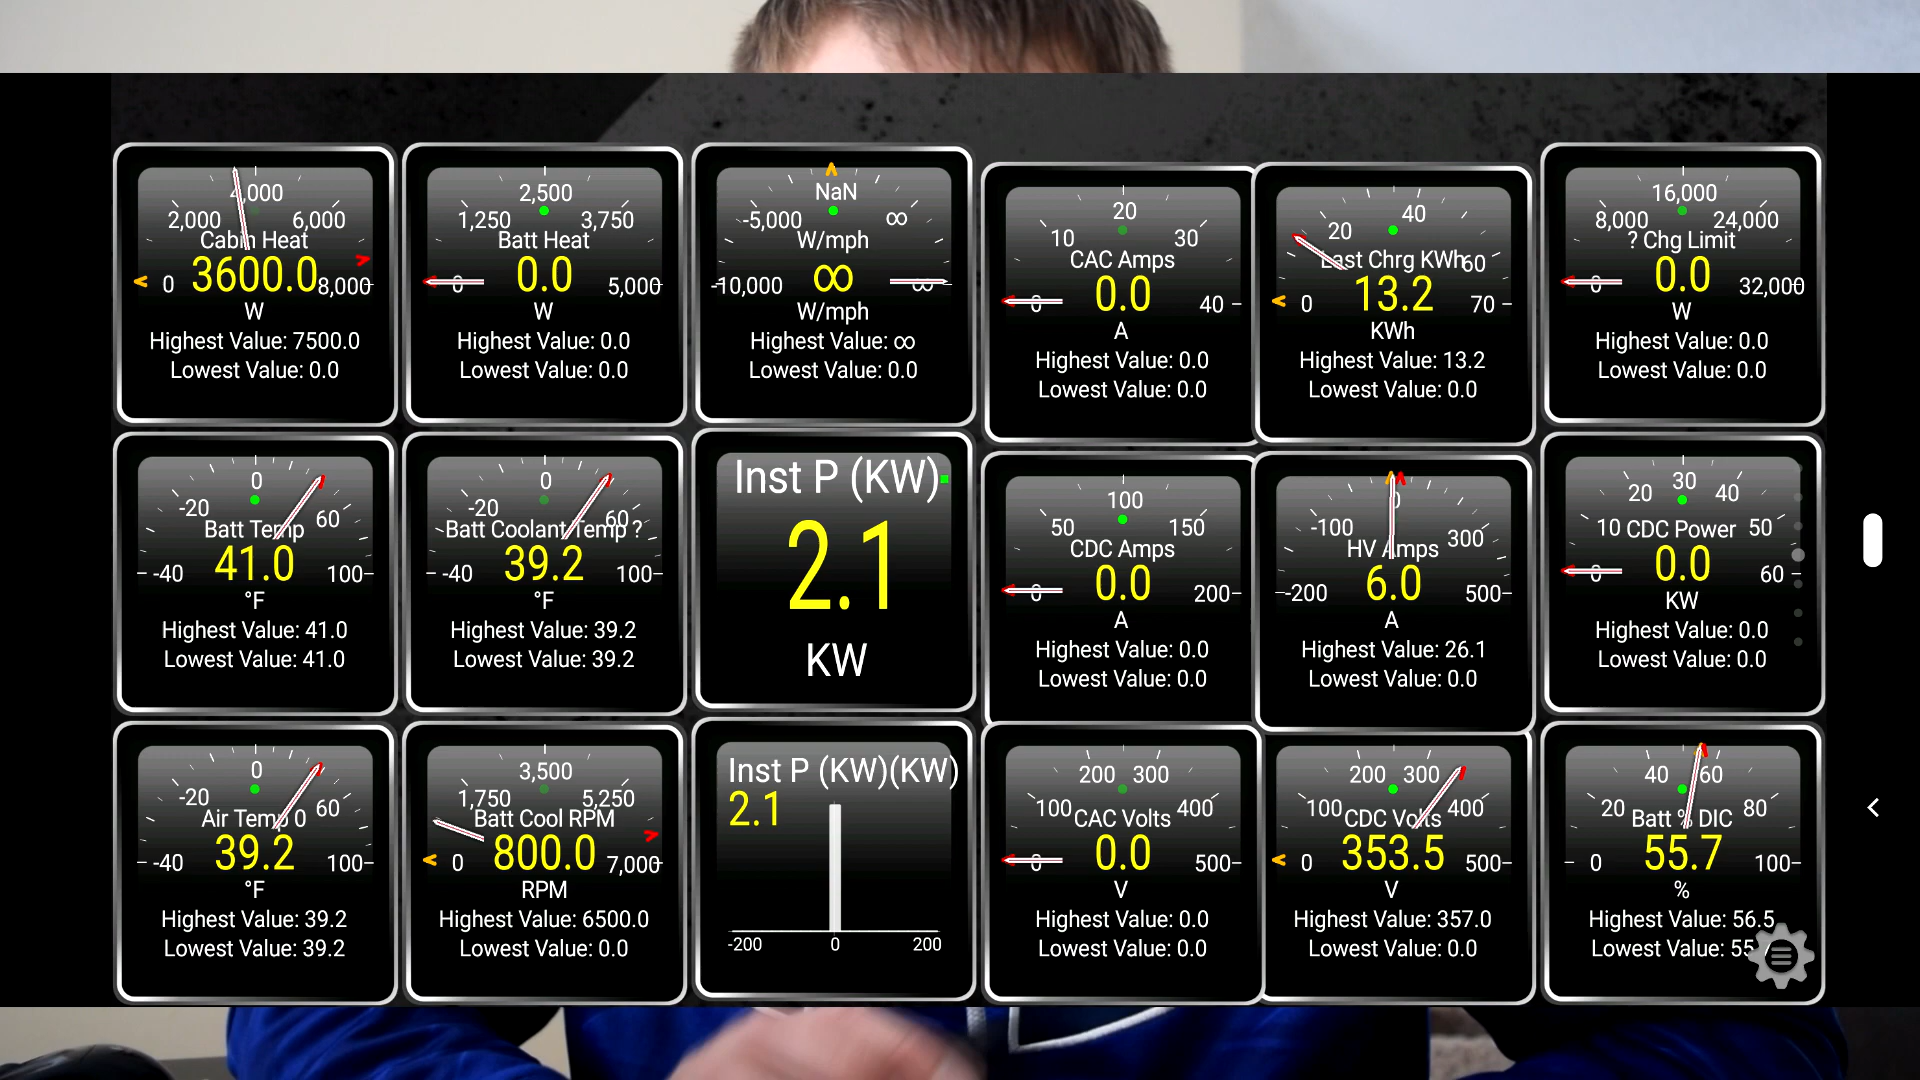 4,000
2,000 6,000
Cabin Heat
0 3600.0 8,000
W
Highest Value: 7500.0
Lowest Value: 0.0
2,500
1,250 3,750
Batt Heat
0 0.0 5,000
W
Highest Value: 0.0
Lowest Value: 0.0
NaN
-5,000 ∞
W/mph
-10,000 ∞ ∞
W/mph
Highest Value: ∞
Lowest Value: 0.0
20
10 30
CAC Amps
0 0.0 40
A
Highest Value: 0.0
Lowest Value: 0.0
40
20
Last Chrg KWh 60
0 13.2 70
KWh
Highest Value: 13.2
Lowest Value: 0.0
16,000
8,000 24,000
? Chg Limit
0 0.0 32,000
W
Highest Value: 0.0
Lowest Value: 0.0
0
-20 60
Batt Temp
-40 41.0 100
°F
Highest Value: 41.0
Lowest Value: 41.0
0
-20 60
Batt Coolant Temp ?
-40 39.2 100
°F
Highest Value: 39.2
Lowest Value: 39.2
Inst P (KW)
2.1
KW
100
50 150
CDC Amps
0 0.0 200
A
Highest Value: 0.0
Lowest Value: 0.0
0
-100 300
HV Amps
-200 6.0 500
A
Highest Value: 26.1
Lowest Value: 0.0
20 30 40
10 CDC Power 50
0 0.0 60
KW
Highest Value: 0.0
Lowest Value: 0.0
0
-20 60
Air Temp 0
-40 39.2 100
°F
Highest Value: 39.2
Lowest Value: 39.2
3,500
1,750 5,250
Batt Cool RPM
0 800.0 7,000
RPM
Highest Value: 6500.0
Lowest Value: 0.0
Inst P (KW)(KW)
2.1
-200 0 200
200 300
100 CAC Volts 400
0 0.0 500
V
Highest Value: 0.0
Lowest Value: 0.0
200 300
100 CDC Volts 400
0 353.5 500
V
Highest Value: 357.0
Lowest Value: 0.0
40 60
20 80
Batt % DIC
0 55.7 100
%
Highest Value: 56.5
Lowest Value: